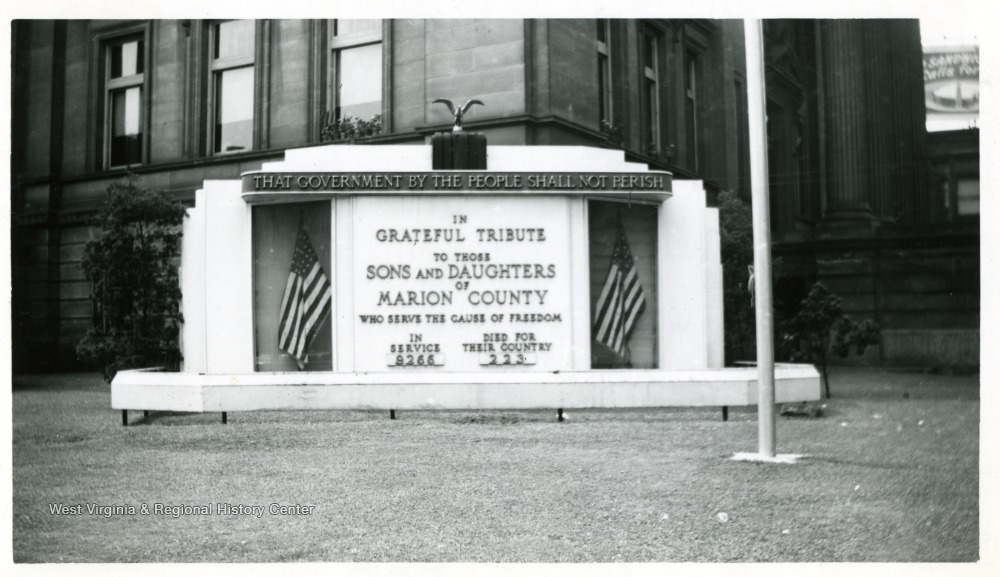 SANDWIC
THAT GOVERNMENT BY THE PEOPLE SHALL NOT PERISH
IN
GRATEFUL TRIBUTE
TO THOSE
SONS AND DAUGHTERS
OF
MARION COUNTY
WHO SERVE THE CAUSE OF FREEDOM
IN SERVICE
8266
DIED FOR THEIR COUNTRY
223
West Virginia & Regional History Center